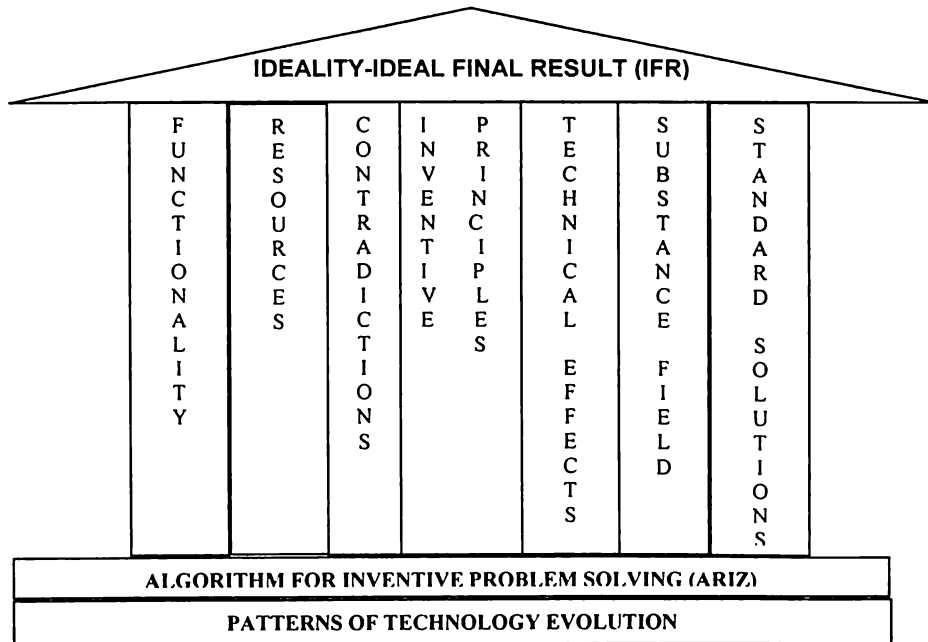 IDEALITY-IDEAL FINAL RESULT (IFR)
FUNCTIONALITY
RESOURCES
CONTRADICTIONS
INVENTIVE
PRINCIPLES
TECHNICAL EFFECTS
SUBSTANCE FIELD
STANDARD SOLUTIONS
ALGORITHM FOR INVENTIVE PROBLEM SOLVING (ARIZ)
PATTERNS OF TECHNOLOGY EVOLUTION